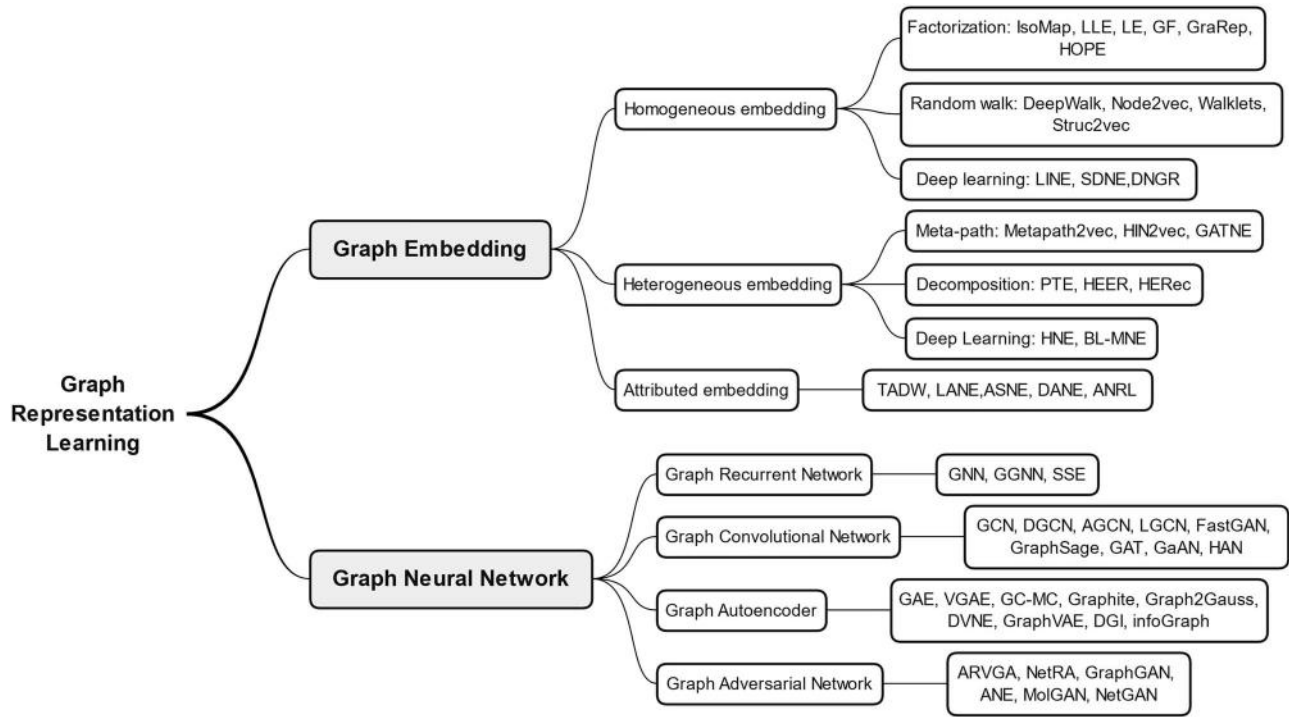 Graph
Representation
Learning
Graph Embedding
Homogeneous embedding
Factorization: IsoMap, LLE, LE, GF, GraRep,
HOPE
Random walk: DeepWalk, Node2vec, Walklets,
Struc2vec
Deep learning: LINE, SDNE,DNGR
Heterogeneous embedding
Meta-path: Metapath2vec, HIN2vec, GATNE
Decomposition: PTE, HEER, HERec
Deep Learning: HNE, BL-MNE
Attributed embedding
TADW, LANE,ASNE, DANE, ANRL
Graph Neural Network
Graph Recurrent Network
GNN, GGNN, SSE
Graph Convolutional Network
GCN, DGCN, AGCN, LGCN, FastGAN,
GraphSage, GAT, GaAN, HAN
Graph Autoencoder
GAE, VGAE, GC-MC, Graphite, Graph2Gauss,
DVNE, GraphVAE, DGI, infoGraph
Graph Adversarial Network
ARVGA, NetRA, GraphGAN,
ANE, MolGAN, NetGAN